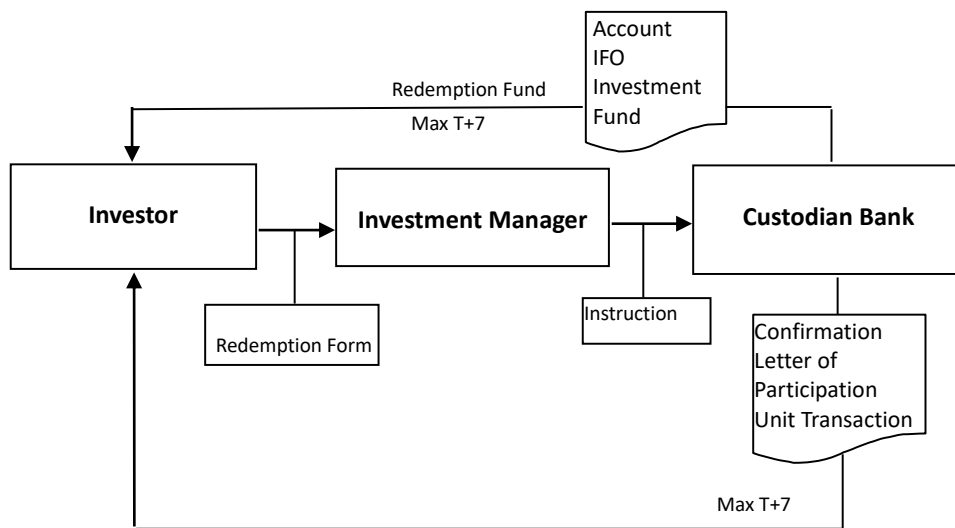 Account
IFO
Investment
Fund
Redemption Fund
Max T+7
Investor
Investment Manager
Custodian Bank
Redemption Form
Instruction
Confirmation
Letter of
Participation
Unit Transaction
Max T+7